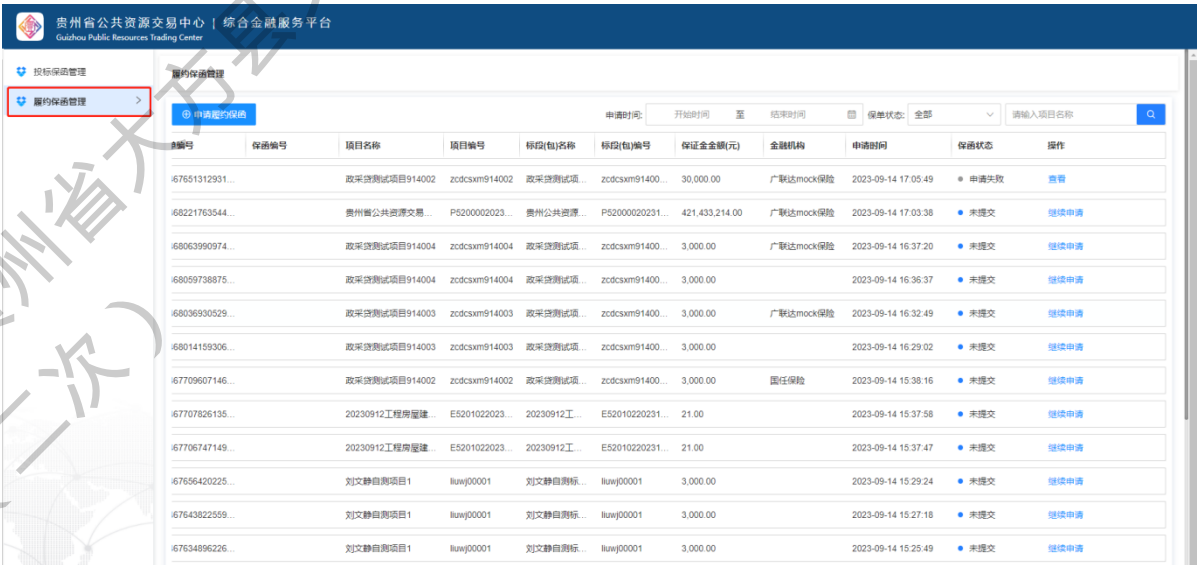 贵州省公共资源交易中心 | 综合金融服务平台
Guizhou Public Resources Trading Center
投标保函管理
履约保函管理
履约保函管理
申请履约保函 申请时间: 开始时间 至 结束时间 保单状态: 全部 请输入项目名称
编号 保函编号 项目名称 项目编号 标段(包)名称 标段(包)编号 保证金金额(元) 金融机构 申请时间 保函状态 操作
67651312931... 政采贷测试项目914002 zcdcsxm914002 政采贷测试项... zcdcsxm91400... 30,000.00 广联达mock保险 2023-09-14 17:05:49 申请失败 查看
68221763544... 贵州省公共资源交易... P5200002023... 贵州公共资源... P52000020231... 421,433,214.00 广联达mock保险 2023-09-14 17:03:38 未提交 继续申请
68063990974... 政采贷测试项目914004 zcdcsxm914004 政采贷测试项... zcdcsxm91400... 3,000.00 广联达mock保险 2023-09-14 16:37:20 未提交 继续申请
68059738875... 政采贷测试项目914004 zcdcsxm914004 政采贷测试项... zcdcsxm91400... 3,000.00 2023-09-14 16:36:37 未提交 继续申请
68036930529... 政采贷测试项目914003 zcdcsxm914003 政采贷测试项... zcdcsxm91400... 3,000.00 广联达mock保险 2023-09-14 16:32:49 未提交 继续申请
68014159306... 政采贷测试项目914003 zcdcsxm914003 政采贷测试项... zcdcsxm91400... 3,000.00 2023-09-14 16:29:02 未提交 继续申请
67709607146... 政采贷测试项目914002 zcdcsxm914002 政采贷测试项... zcdcsxm91400... 3,000.00 国任保险 2023-09-14 15:38:16 未提交 继续申请
67707826135... 20230912工程房屋建... E5201022023... 20230912工... E52010220231... 21.00 2023-09-14 15:37:58 未提交 继续申请
67706747149... 20230912工程房屋建... E5201022023... 20230912工... E52010220231... 21.00 2023-09-14 15:37:47 未提交 继续申请
67656420225... 刘文静自测项目1 liuwj00001 刘文静自测标... liuwj00001 3,000.00 2023-09-14 15:29:24 未提交 继续申请
67643822559... 刘文静自测项目1 liuwj00001 刘文静自测标... liuwj00001 3,000.00 2023-09-14 15:27:18 未提交 继续申请
67634896226... 刘文静自测项目1 liuwj00001 刘文静自测标... liuwj00001 3,000.00 2023-09-14 15:25:49 未提交 继续申请
州省大方县
二次）